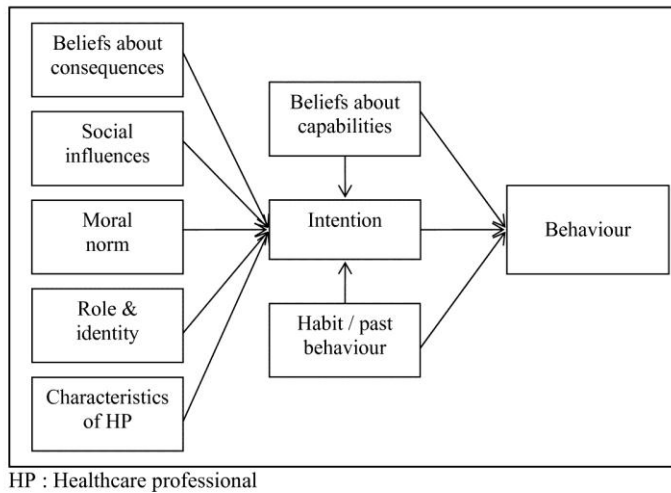 Beliefs about
consequences
Social
influences
Moral
norm
Role &
identity
Characteristics
of HP
Beliefs about
capabilities
Intention
Habit / past
behaviour
Behaviour
HP : Healthcare professional